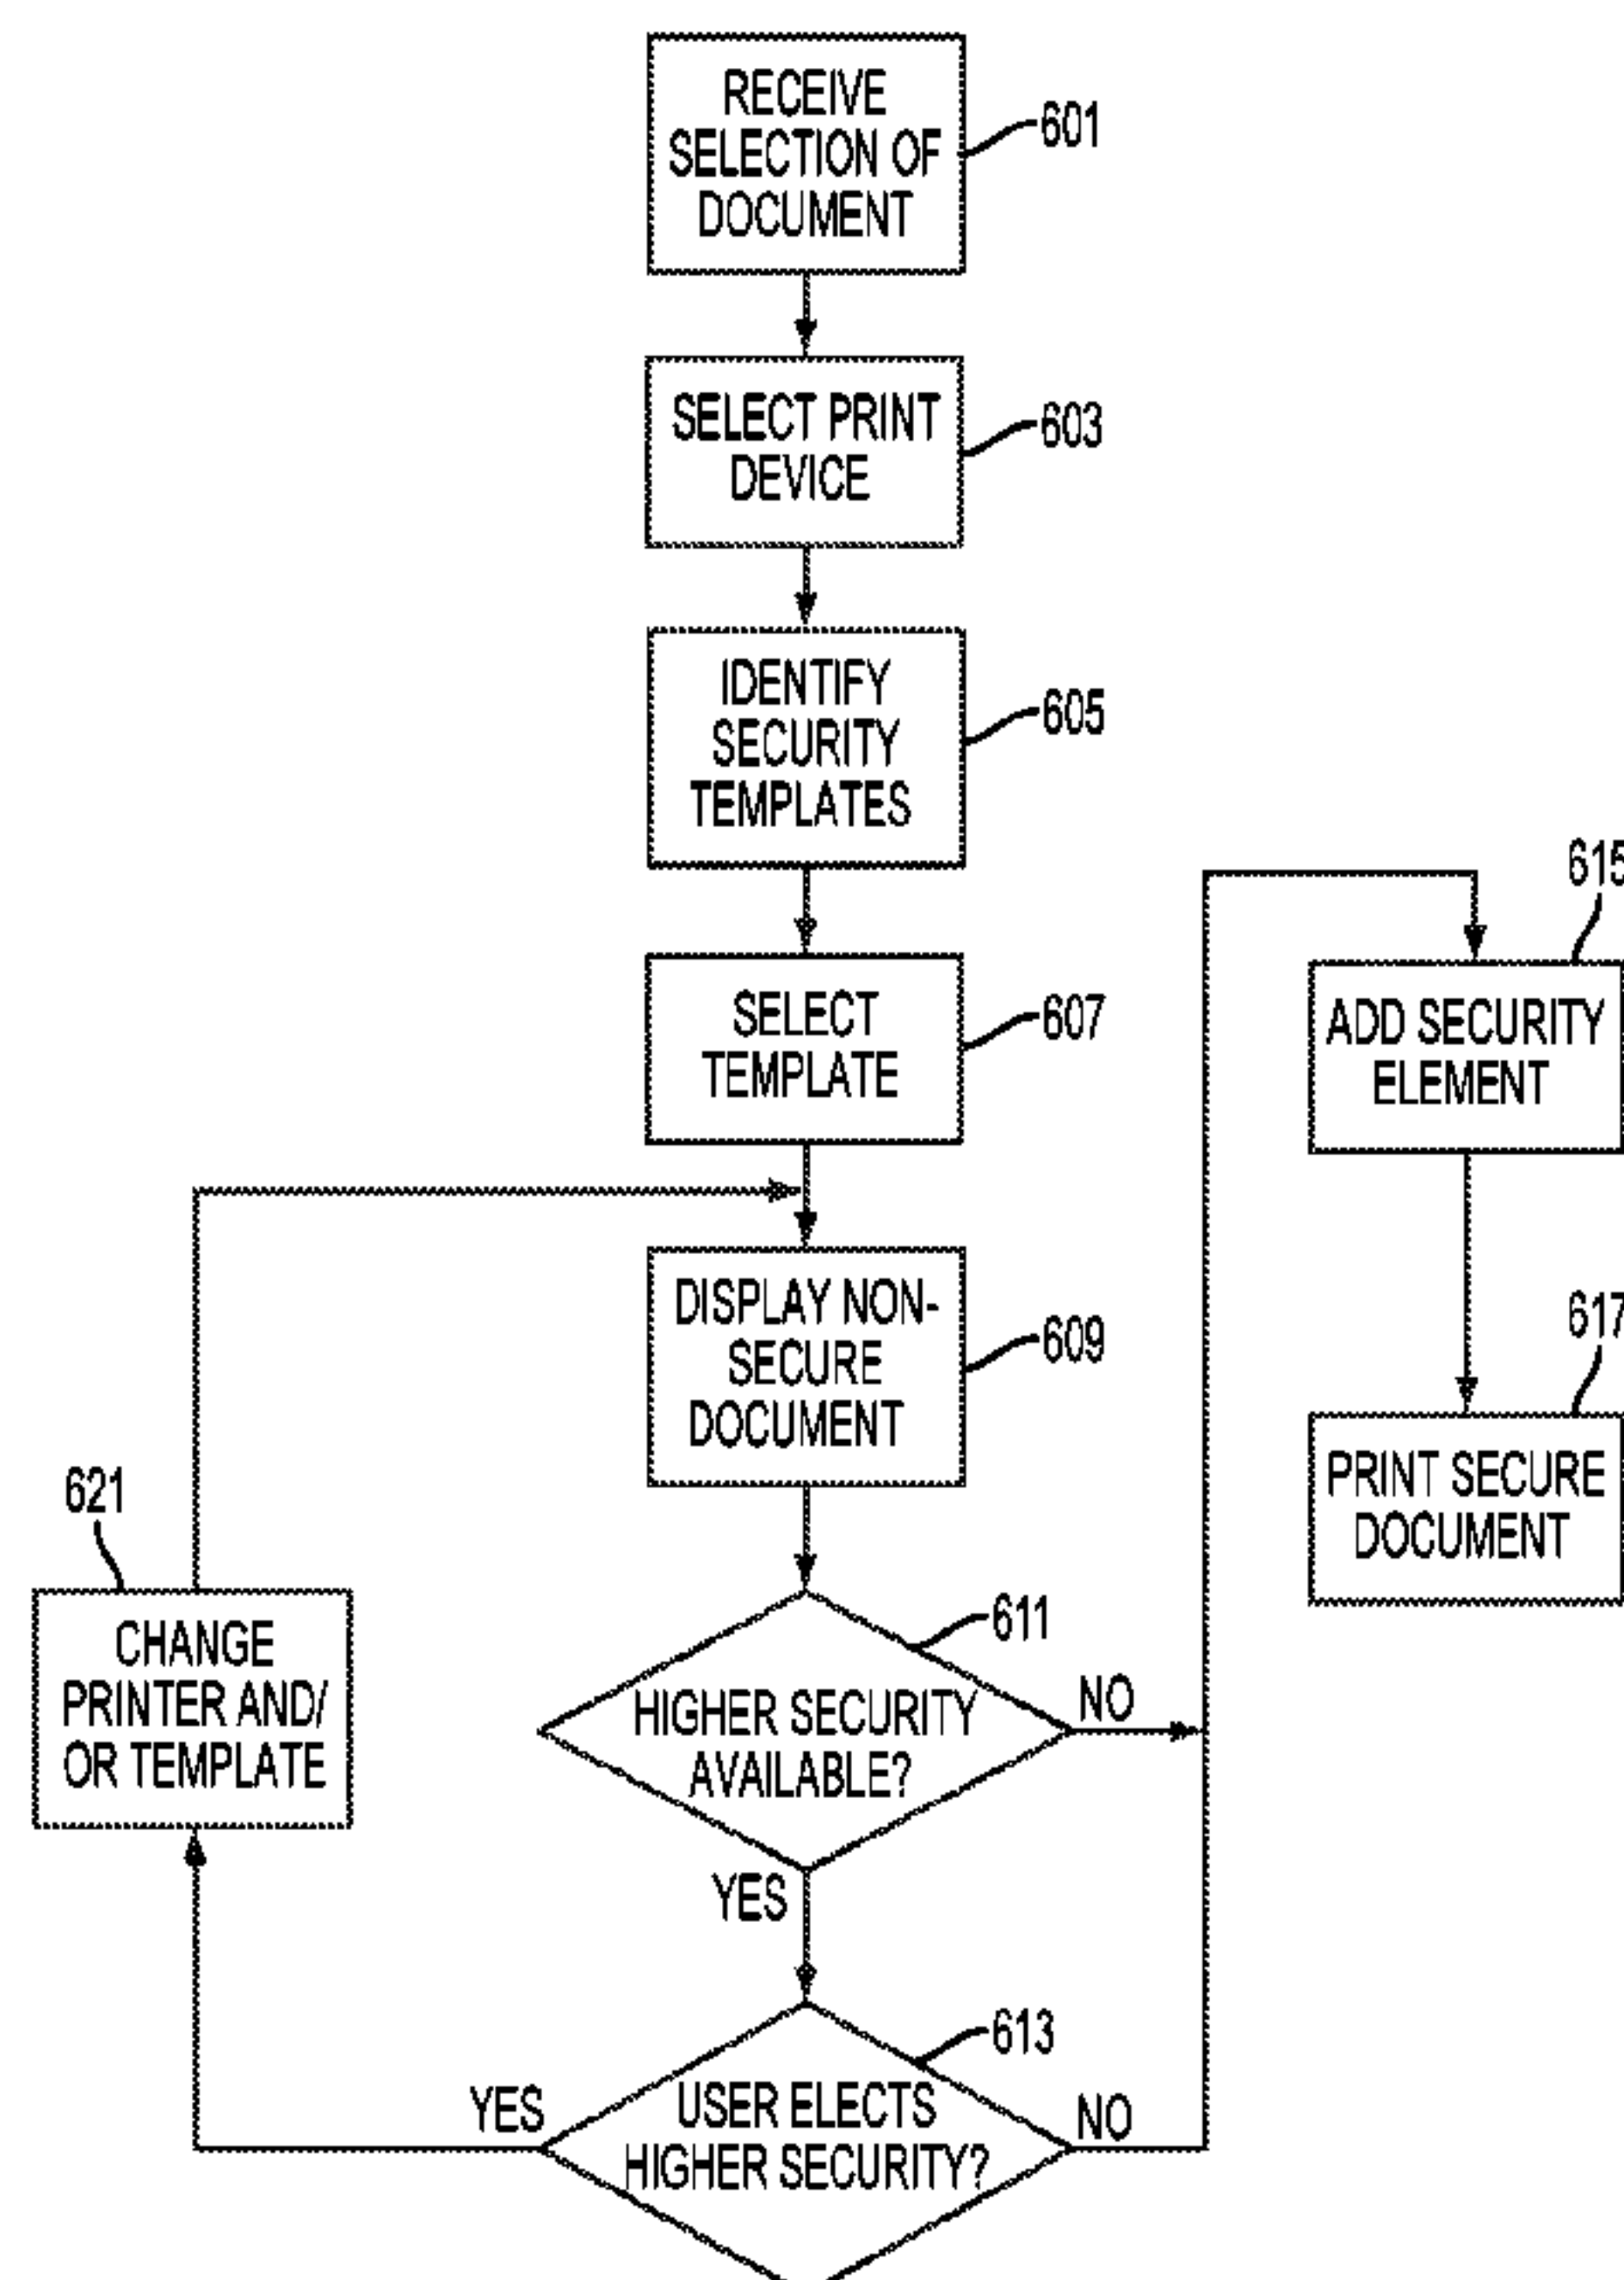 RECEIVE
SELECTION OF
DOCUMENT
601
SELECT PRINT
DEVICE
603
IDENTIFY
SECURITY
TEMPLATES
605
SELECT
TEMPLATE
607
DISPLAY NON-
SECURE
DOCUMENT
609
HIGHER SECURITY
AVAILABLE?
611
NO
YES
USER ELECTS
HIGHER SECURITY?
613
YES
NO
621
CHANGE
PRINTER AND/
OR TEMPLATE
615
ADD SECURITY
ELEMENT
617
PRINT SECURE
DOCUMENT